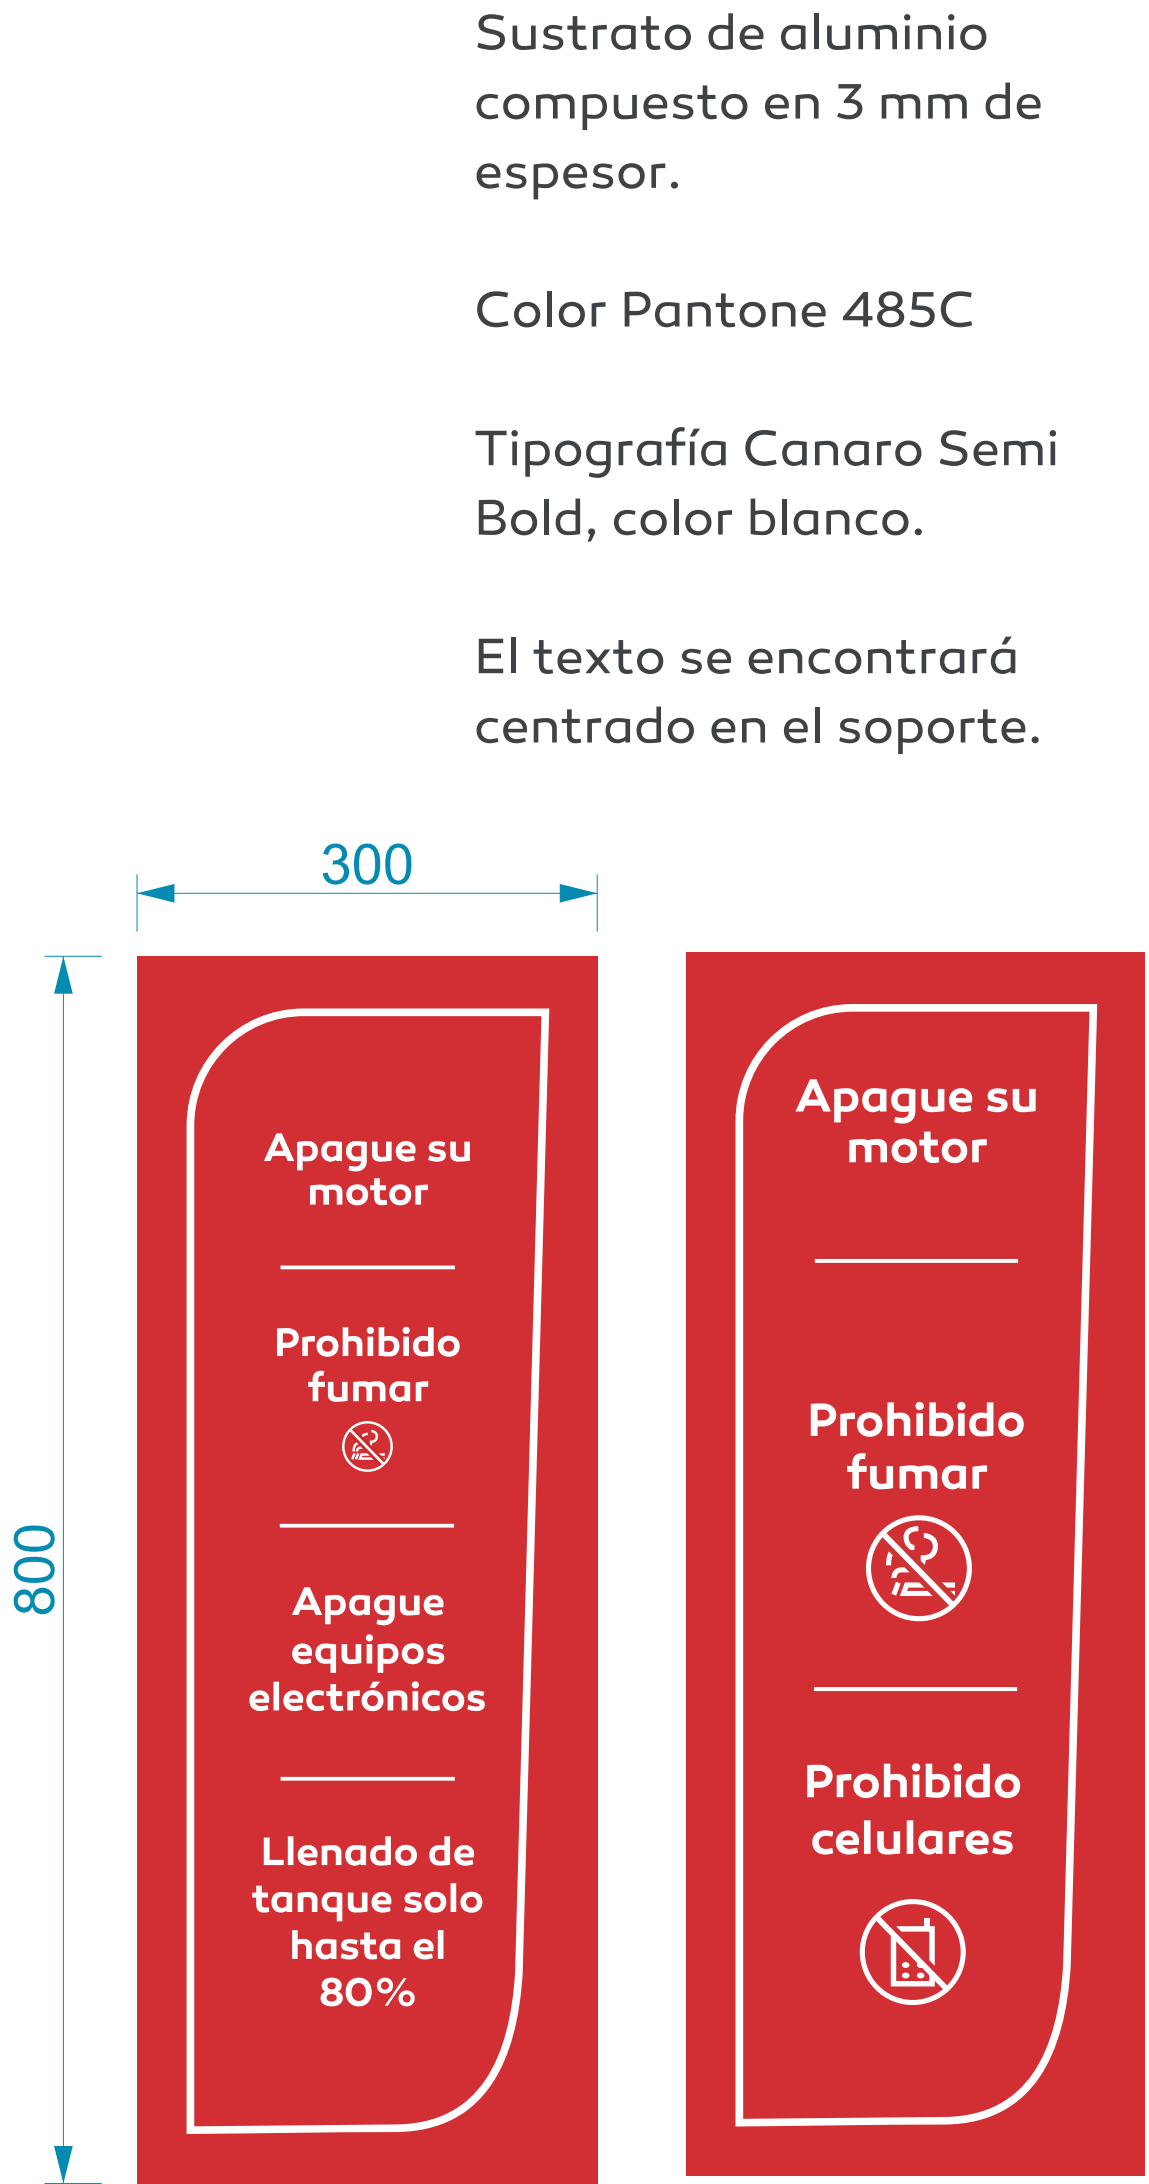 Sustrato de aluminio
compuesto en 3 mm de
espesor.
Color Pantone 485C
Tipografía Canaro Semi
Bold, color blanco.
El texto se encontrará
centrado en el soporte.
300
800
Apague su
motor
Prohibido
fumar
Apague
equipos
electrónicos
Llenado de
tanque solo
hasta el
80%
Apague su
motor
Prohibido
fumar
Prohibido
celulares